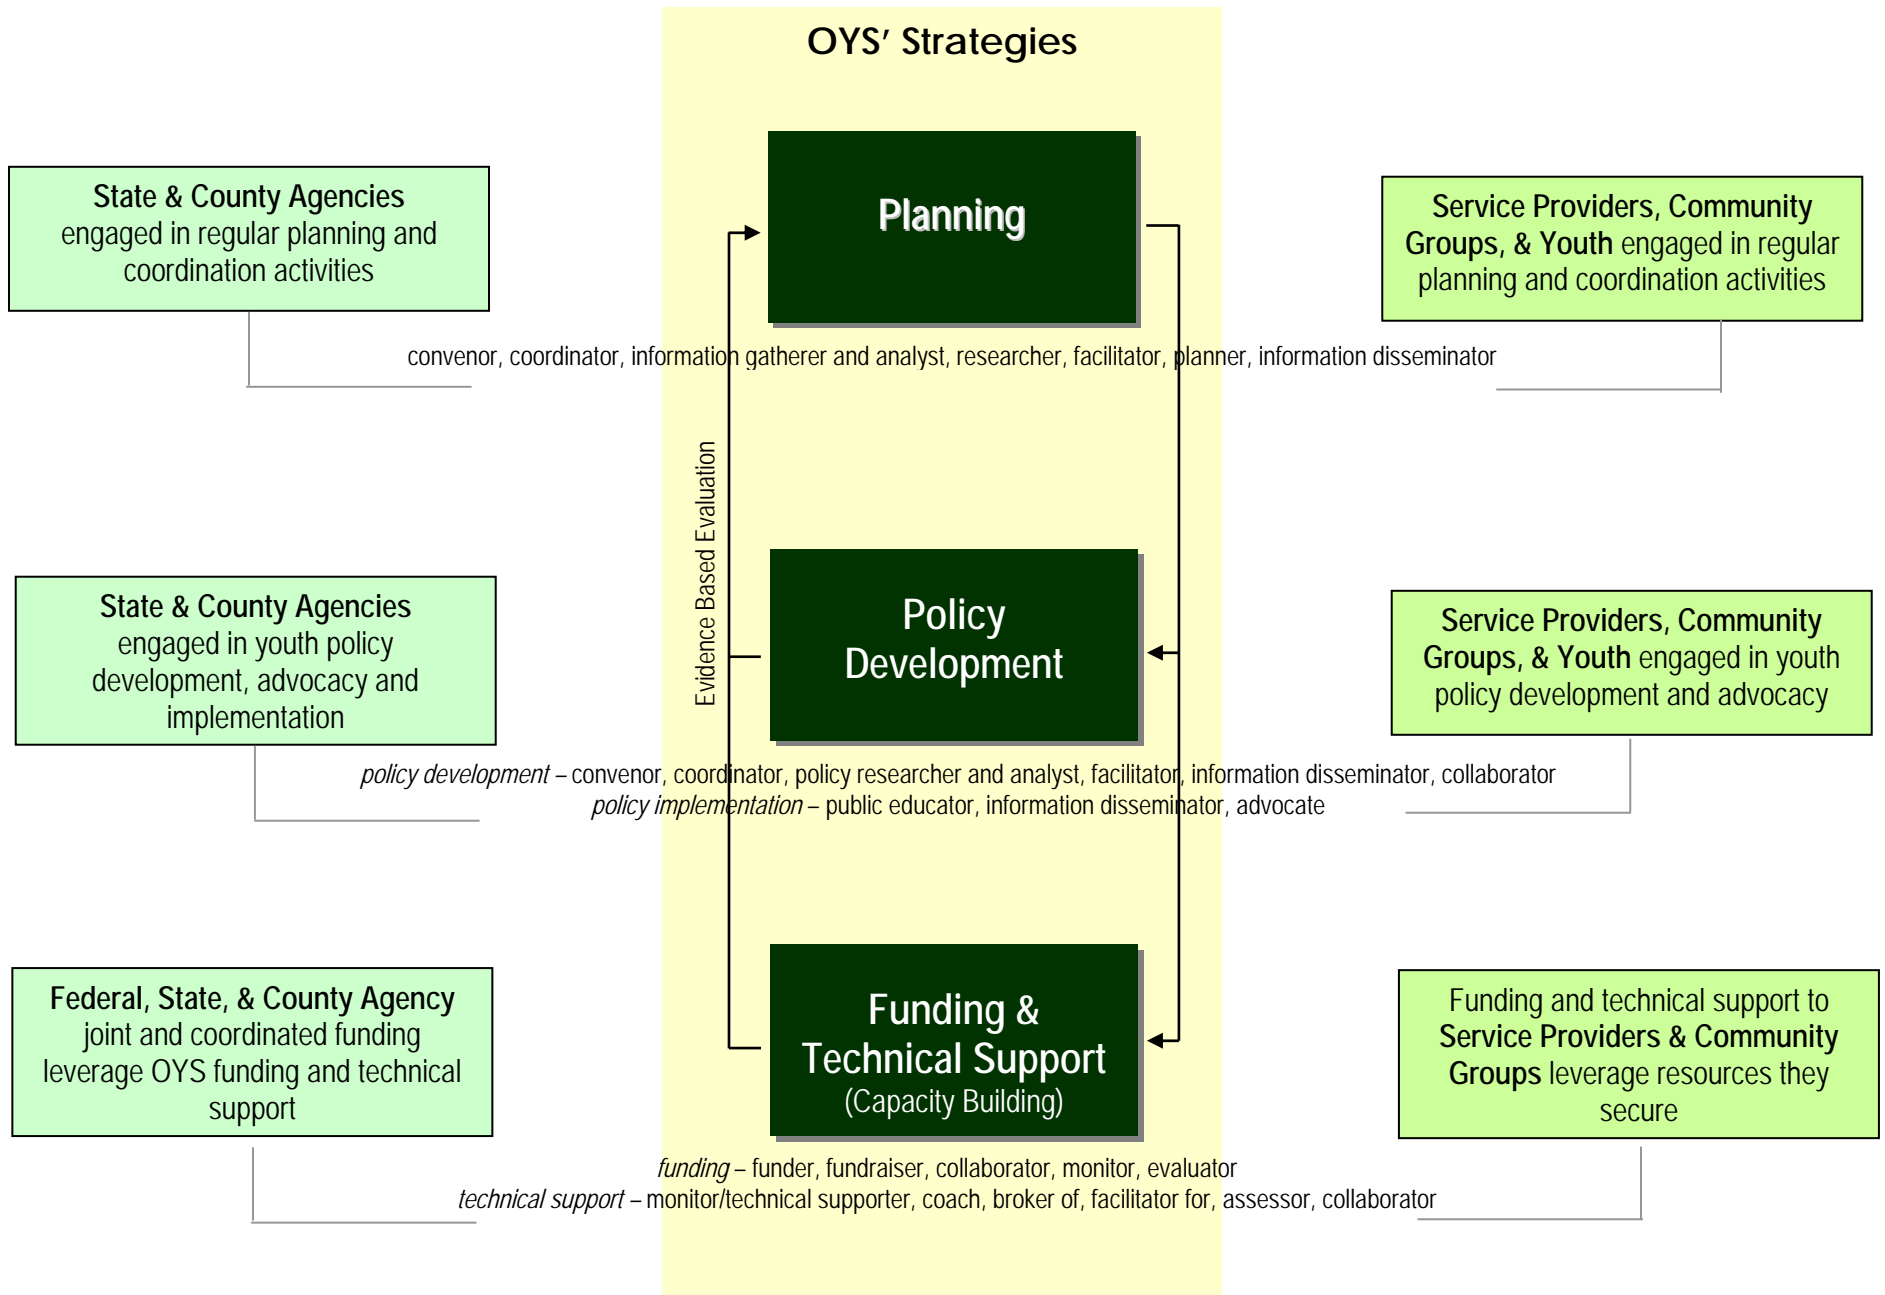 OYS’ Strategies
State & County Agencies
engaged in regular planning and
coordination activities
Planning
Service Providers, Community
Groups, & Youth engaged in regular
planning and coordination activities
convenor, coordinator, information gatherer and analyst, researcher, facilitator, planner, information disseminator
Evidence Based Evaluation
State & County Agencies
engaged in youth policy
development, advocacy and
implementation
Policy
Development
Service Providers, Community
Groups, & Youth engaged in youth
policy development and advocacy
policy development – convenor, coordinator, policy researcher and analyst, facilitator, information disseminator, collaborator
policy implementation – public educator, information disseminator, advocate
Federal, State, & County Agency
joint and coordinated funding
leverage OYS funding and technical
support
Funding &
Technical Support
(Capacity Building)
Funding and technical support to
Service Providers & Community
Groups leverage resources they
secure
funding – funder, fundraiser, collaborator, monitor, evaluator
technical support – monitor/technical supporter, coach, broker of, facilitator for, assessor, collaborator